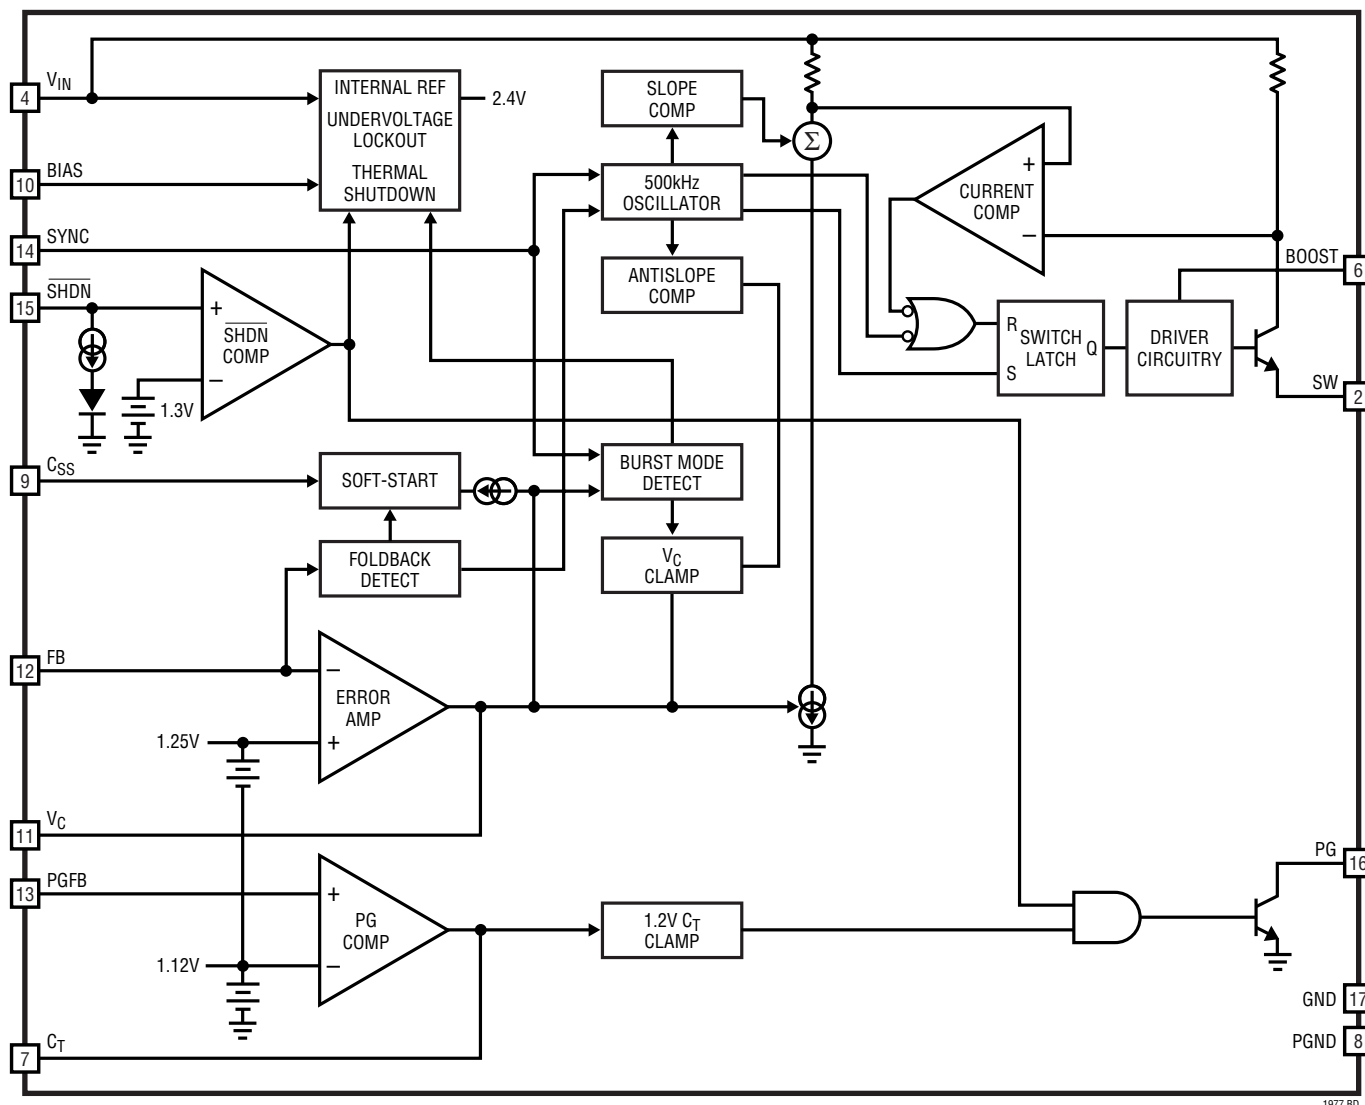 VIN
4
INTERNAL REF
UNDERVOLTAGE
LOCKOUT
THERMAL
SHUTDOWN
2.4V
BIAS
10
SYNC
14
SHDN
15
+
SHDN
COMP
–
1.3V
SLOPE
COMP
Σ
500kHz
OSCILLATOR
ANTISLOPE
COMP
+
CURRENT
COMP
–
BOOST
6
R
SWITCH
LATCH
Q
S
DRIVER
CIRCUITRY
SW
2
CSS
9
SOFT-START
BURST MODE
DETECT
FOLDBACK
DETECT
VC
CLAMP
FB
12
–
ERROR
AMP
+
1.25V
VC
11
PGFB
13
+
PG
COMP
–
1.12V
1.2V CT
CLAMP
PG
16
GND
17
PGND
8
CT
7
1977 BD